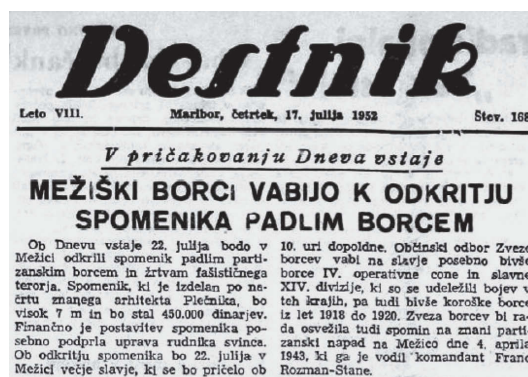 Vestnik
Leto VIII.
Maribor, četrtek, 17. julija 1952
Štev. 168
V pričakovanju Dneva vstaje
MEŽIŠKI BORCI VABIJO K ODKRITJU
SPOMENIKA PADLIM BORCEM
Ob Dnevu vstaje 22. julija bodo v
Mežici odkrili spomenik padlim parti-
zanskim borcem in žrtvam fašističnega
terorja. Spomenik, ki je izdelan po na-
črtu znanega arhitekta Plečnika, bo
visok 7 m in bo stal 450.000 dinarjev.
Finančno je postavitev spomenika po-
sebno podprla uprava rudnika svinca.
Ob odkritju spomenika bo 22. julija v
Mežici večje slavje, ki se bo pričelo ob
10. uri dopoldne. Občinski odbor Zveze
borcev vabi na slavje posebno bivše
borce IV. operativne cone in slavne
XIV. divizije, ki so se udeležili bojev v
teh krajih, pa tudi bivše koroške borce
iz let 1918 do 1920. Zveza borcev bi ra-
da osvežila tudi spomin na znani parti-
zanski napad na Mežico dne 4. aprila
1943, ki ga je vodil komandant Franc
Rozman-Stane.